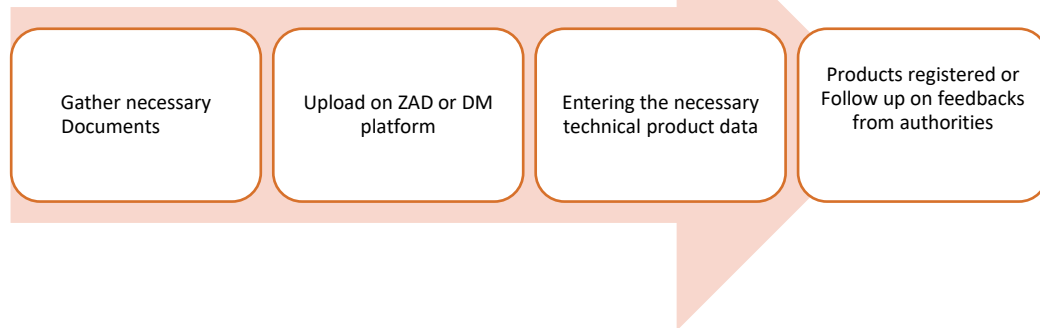 Gather necessary
Documents
Upload on ZAD or DM
platform
Entering the necessary
technical product data
Products registered or
Follow up on feedbacks
from authorities